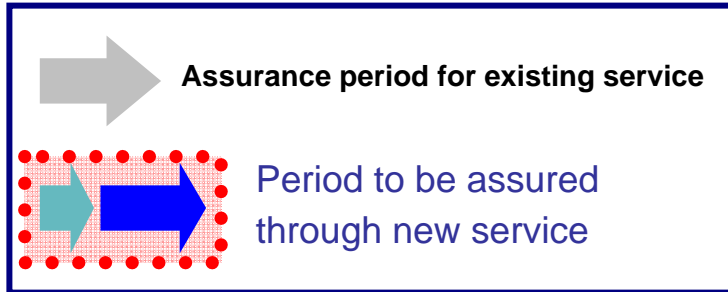 Assurance period for existing service
Period to be assured
through new service